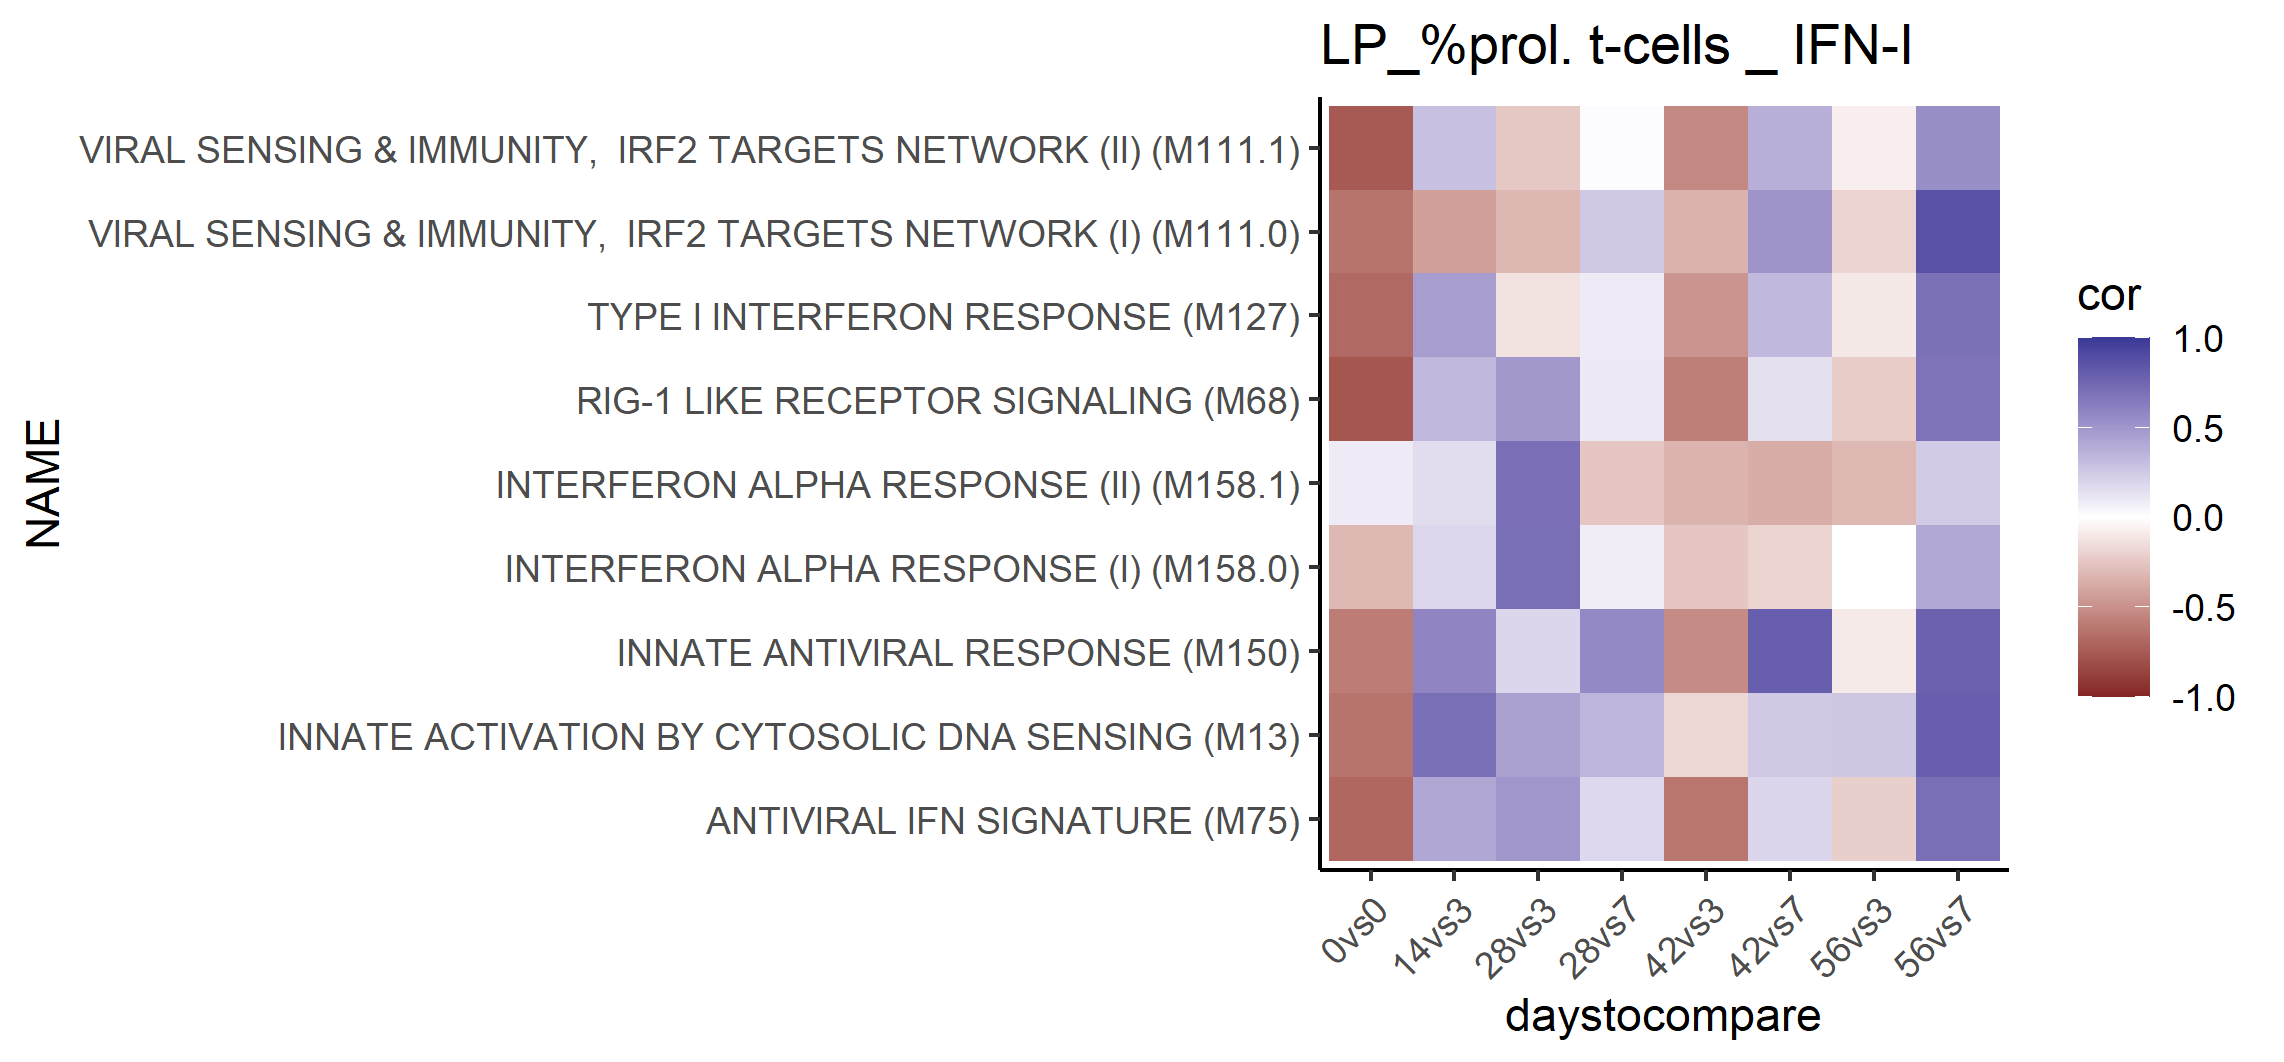 LP_%prol. t-cells _ IFN-I
NAME
VIRAL SENSING & IMMUNITY,  IRF2 TARGETS NETWORK (II) (M111.1)
VIRAL SENSING & IMMUNITY,  IRF2 TARGETS NETWORK (I) (M111.0)
TYPE I INTERFERON RESPONSE (M127)
RIG-1 LIKE RECEPTOR SIGNALING (M68)
INTERFERON ALPHA RESPONSE (II) (M158.1)
INTERFERON ALPHA RESPONSE (I) (M158.0)
INNATE ANTIVIRAL RESPONSE (M150)
INNATE ACTIVATION BY CYTOSOLIC DNA SENSING (M13)
ANTIVIRAL IFN SIGNATURE (M75)
0vs0
14vs3
28vs3
28vs7
42vs3
42vs7
56vs3
56vs7
daystocompare
cor
1.0
0.5
0.0
-0.5
-1.0